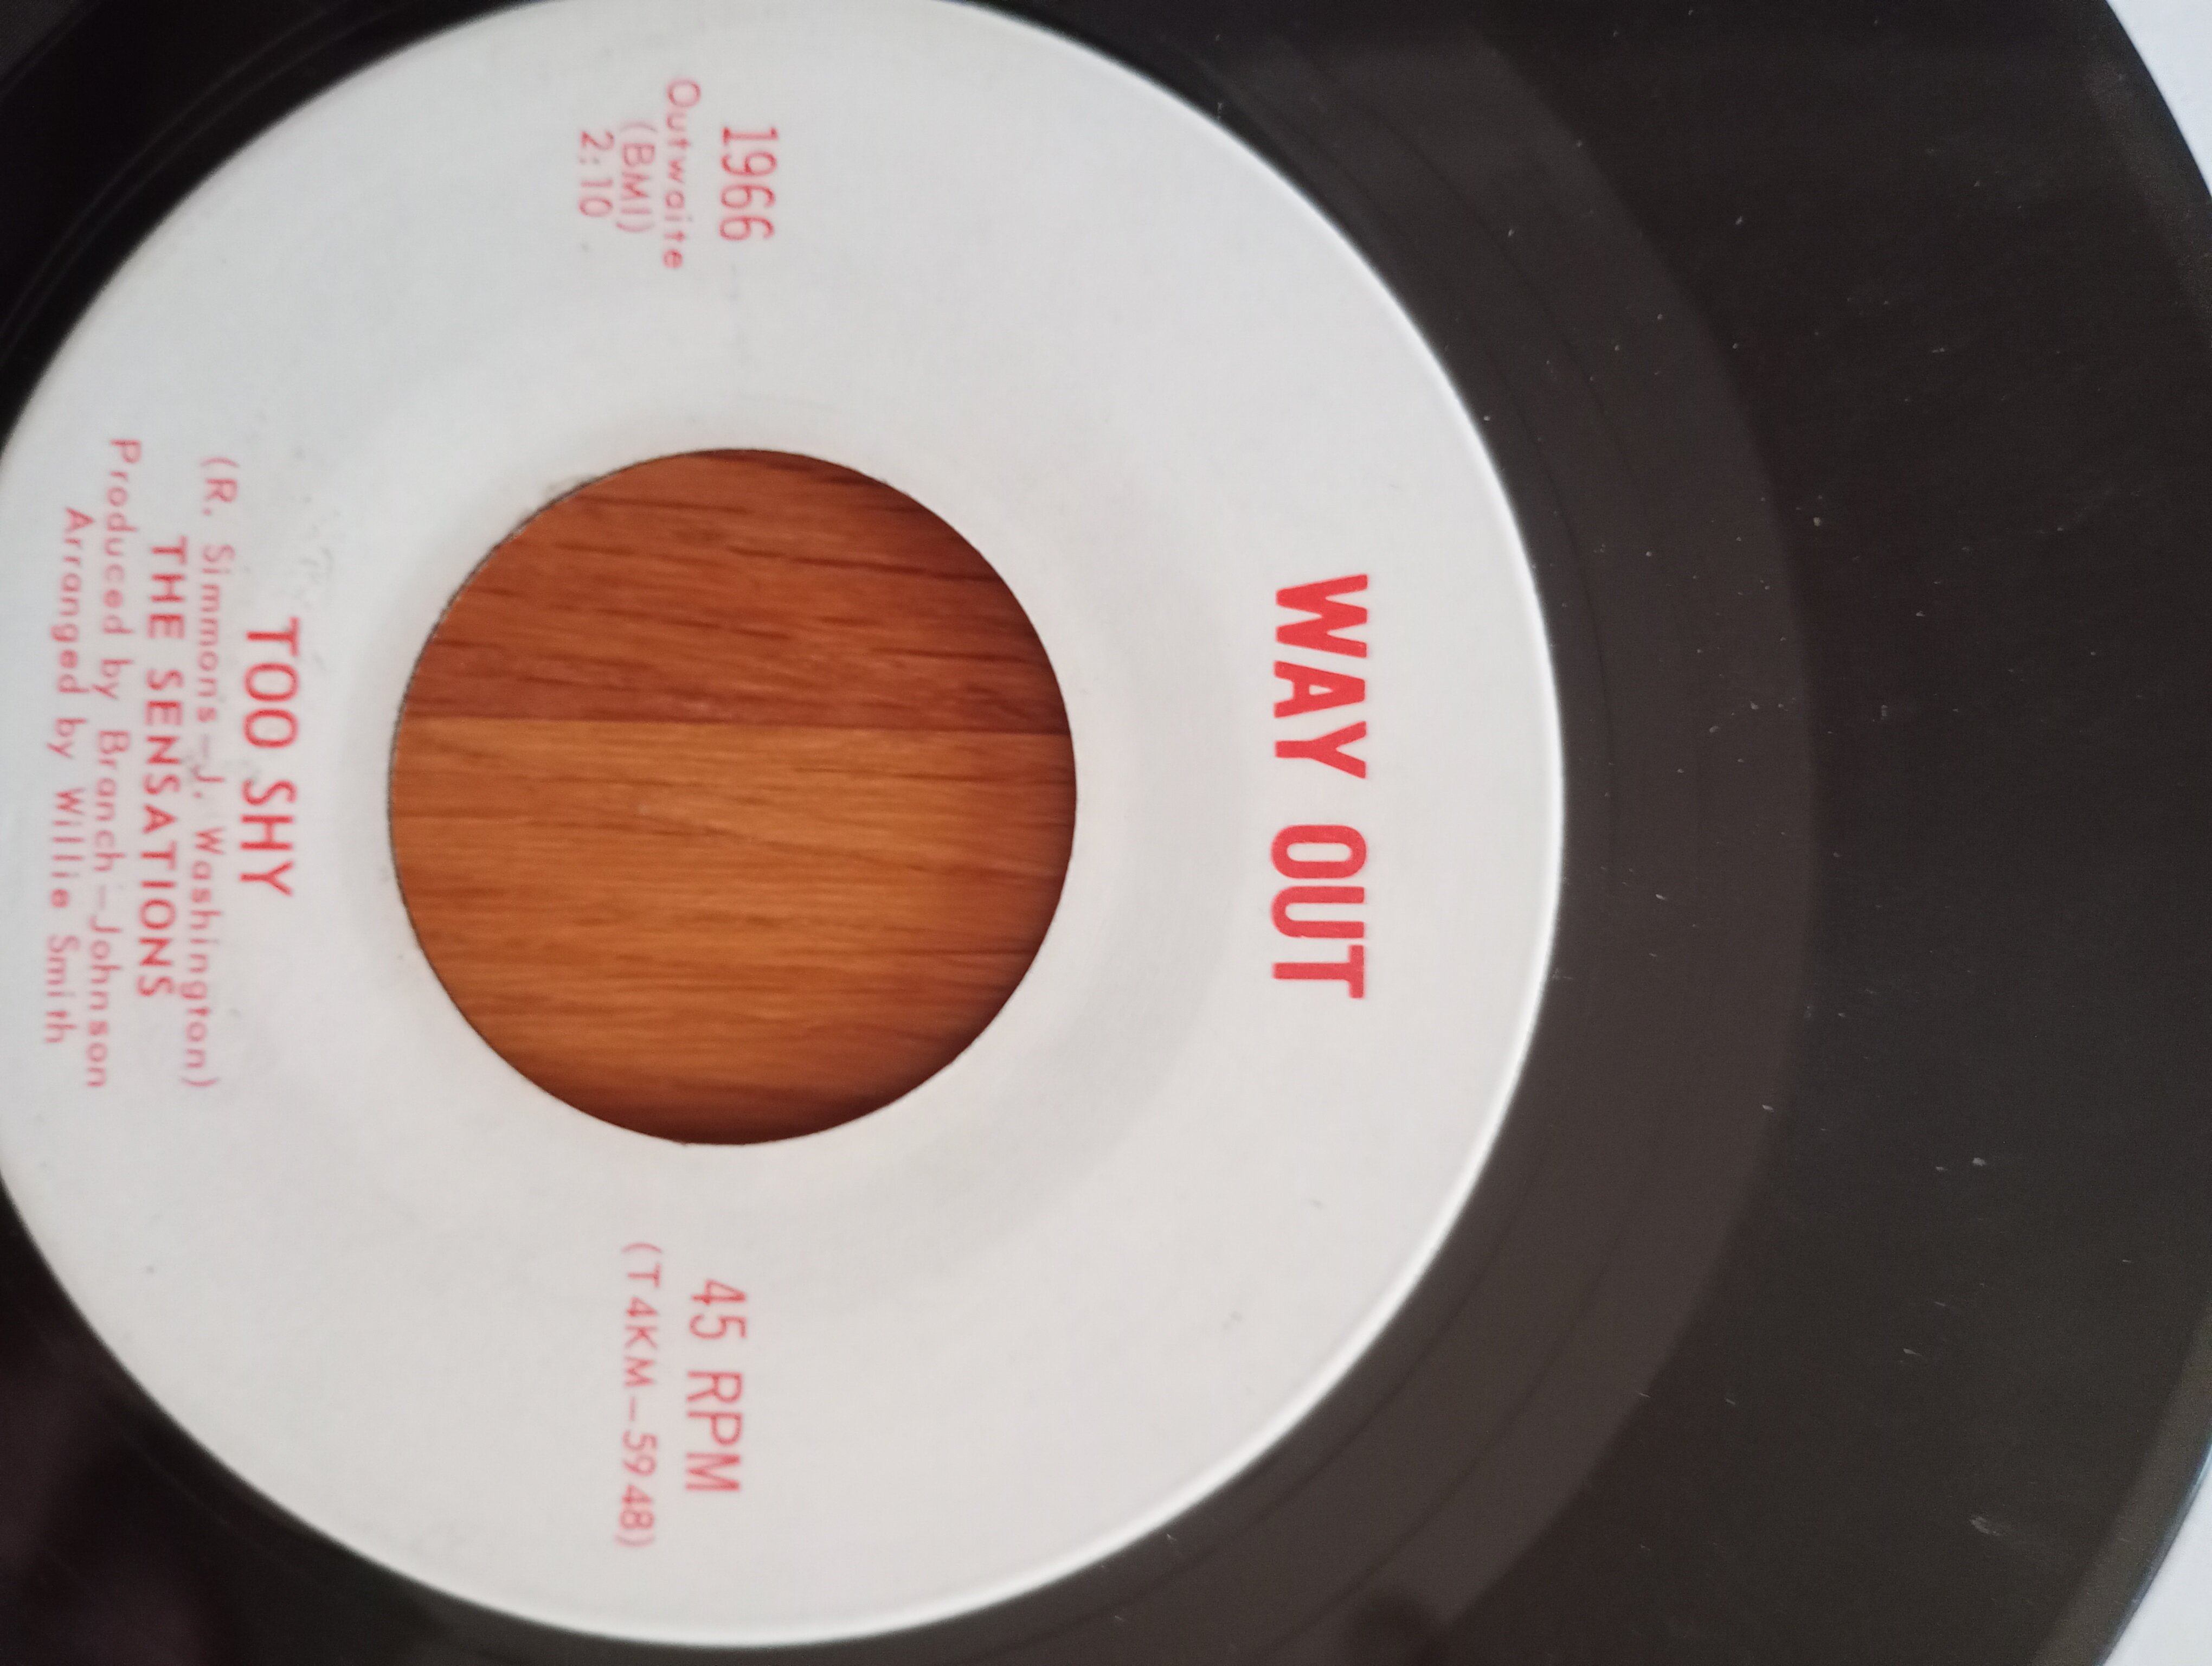 WAY OUT
1966
Outwaite
(BMI)
2:10
45 RPM
(T4KM-5948)
TOO SHY
(R. Simmons-J. Washington)
THE SENSATIONS
Produced by Branch-Johnson
Arranged by Willie Smith